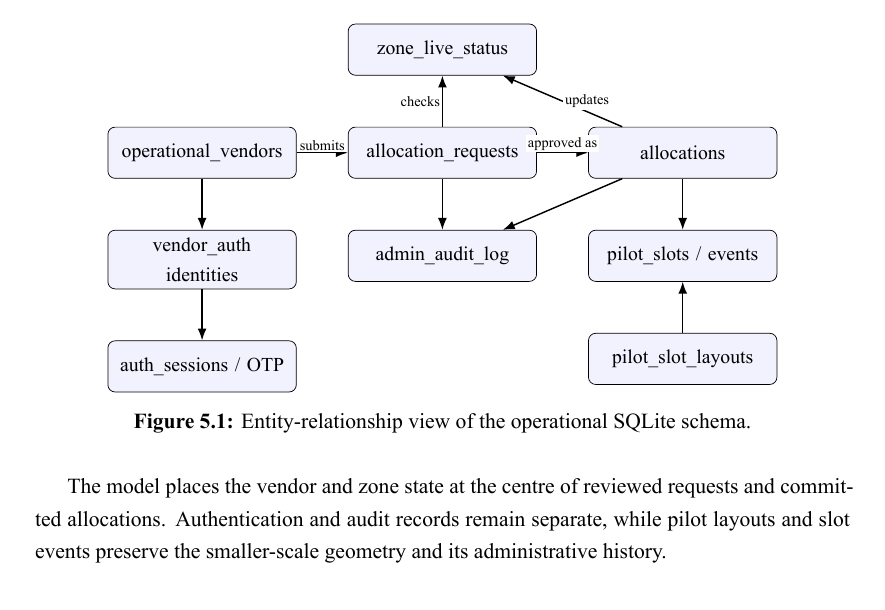 zone_live_status
checks
updates
operational_vendors
submits
allocation_requests
approved as
allocations
vendor_auth
identities
admin_audit_log
pilot_slots / events
auth_sessions / OTP
pilot_slot_layouts
Figure 5.1: Entity-relationship view of the operational SQLite schema.
The model places the vendor and zone state at the centre of reviewed requests and commit-
ted allocations. Authentication and audit records remain separate, while pilot layouts and slot
events preserve the smaller-scale geometry and its administrative history.